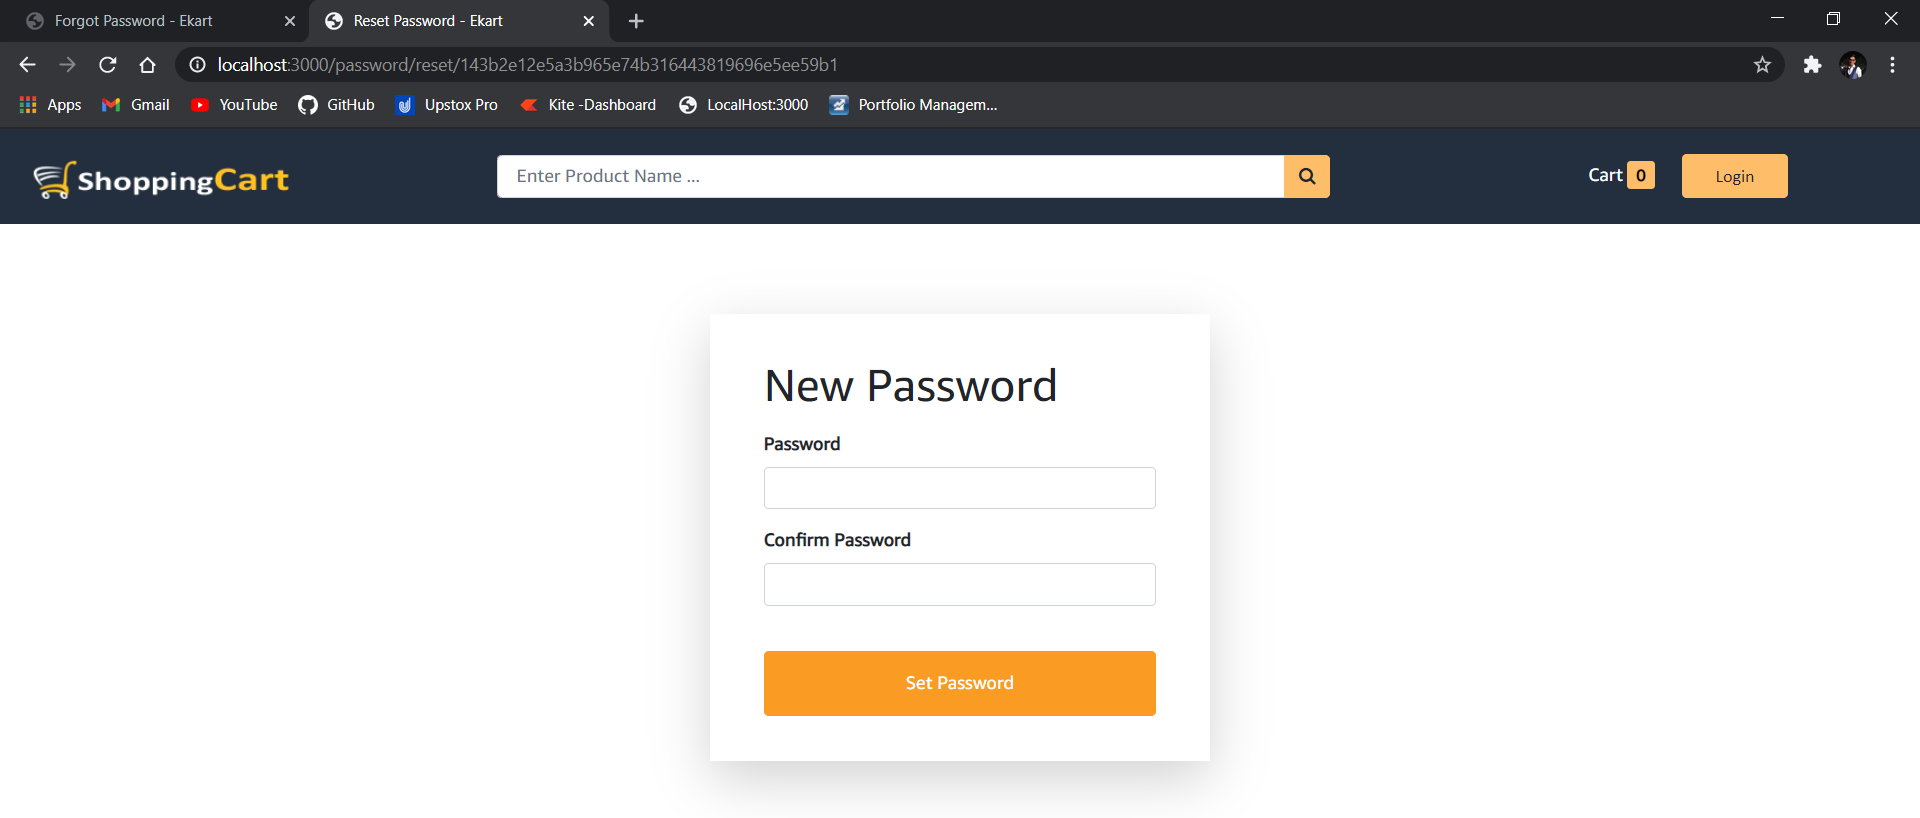 Forgot Password - Ekart
Reset Password - Ekart
localhost:3000/password/reset/143b2e12e5a3b965e74b316443819696e5ee59b1
Apps Gmail YouTube GitHub Upstox Pro Kite -Dashboard LocalHost:3000 Portfolio Managem...
ShoppingCart Enter Product Name ... Cart 0 Login
New Password
Password
Confirm Password
Set Password